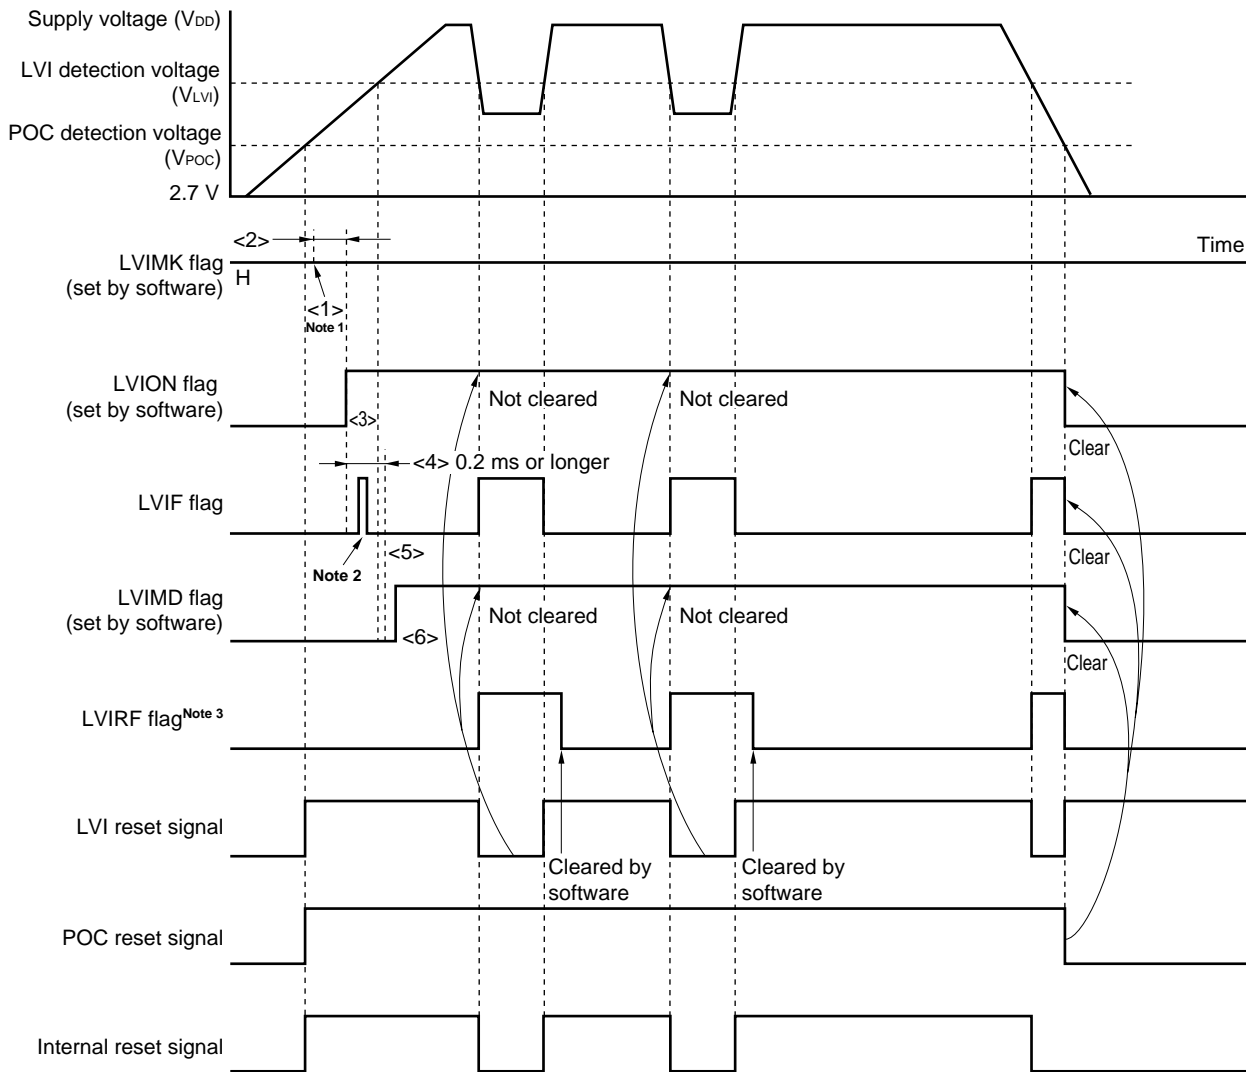 Supply voltage (VDD)
LVI detection voltage
(VLVI)
POC detection voltage
(VPOC)
2.7 V
Time
<2>
LVIMK flag
(set by software)
H
<1>
Note 1
LVION flag
(set by software)
Not cleared
Not cleared
<3>
Clear
<4> 0.2 ms or longer
LVIF flag
<5>
Note 2
Clear
LVIMD flag
(set by software)
Not cleared
Not cleared
<6>
Clear
LVIRF flagNote 3
LVI reset signal
Cleared by
software
Cleared by
software
POC reset signal
Internal reset signal